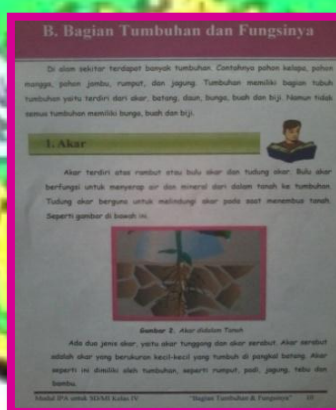 B. Bagian Tumbuhan dan Fungsinya
Di alam sekitar terdapat banyak tumbuhan. Contohnya pohon kelapa, pohon
mangga, pohon jambu, rumput, dan jagung. Tumbuhan memiliki bagian tubuh
tumbuhan yaitu terdiri dari akar, batang, daun, bunga, buah dan biji. Namun tidak
semua tumbuhan memiliki bunga, buah dan biji.
1. Akar
Akar terdiri atas rambut atau bulu akar dan tudung akar. Bulu akar
berfungsi untuk menyerap air dan mineral dari dalam tanah ke tumbuhan.
Tudung akar berguna untuk melindungi akar pada saat menembus tanah.
Seperti gambar di bawah ini.
Gambar 2. Akar didalam Tanah
Ada dua jenis akar, yaitu akar tunggang dan akar serabut. Akar serabut
adalah akar yang berukuran kecil-kecil yang tumbuh di pangkal batang. Akar
seperti ini dimiliki oleh tumbuhan, seperti rumput, padi, jagung, tebu dan
bambu.
Modul IPA untuk SD/MI Kelas IV "Bagian Tumbuhan & Fungsinya"